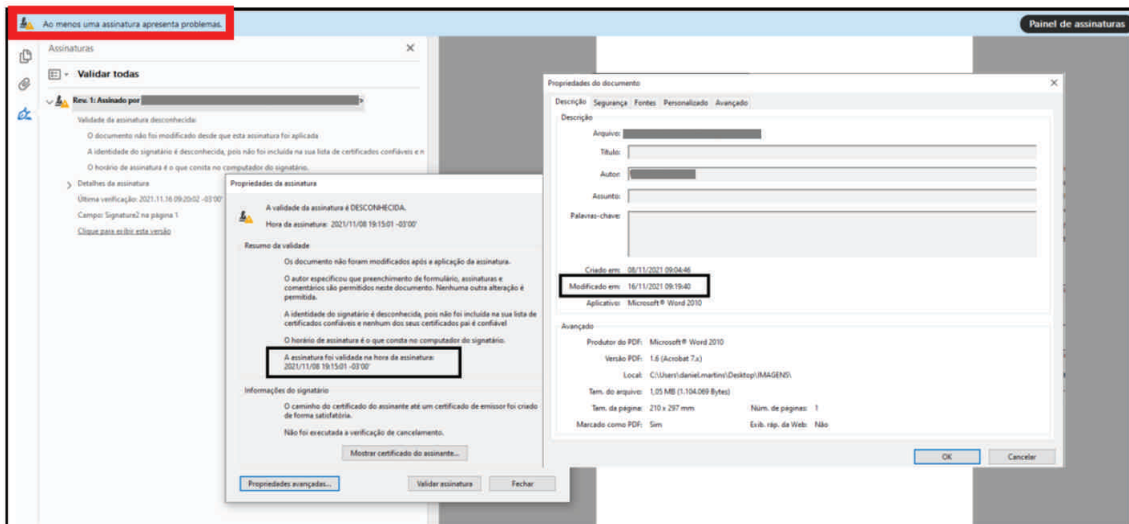 Ao menos uma assinatura apresenta problemas.
Painel de assinaturas
Assinaturas
Validar todas
Rev. 1: Assinado por
Validade da assinatura desconhecida:
O documento não foi modificado desde que esta assinatura foi aplicada
A identidade do signatário é desconhecida, pois não foi incluída na sua lista de certificados confiáveis e n
O horário de assinatura é o que consta no computador do signatário.
Detalhes da assinatura
Última verificação: 2021.11.16 09:20:02 -03'00'
Campo: Signature2 na página 1
Clique para exibir esta versão
Propriedades da assinatura
A validade da assinatura é DESCONHECIDA.
Hora da assinatura: 2021/11/08 19:15:01 -03'00'
Resumo da validade
Os documento não foram modificados após a aplicação da assinatura.
O autor especificou que preenchimento de formulário, assinaturas e
comentários são permitidos neste documento. Nenhuma outra alteração é
permitida.
A identidade do signatário é desconhecida, pois não foi incluída na sua lista de
certificados confiáveis e nenhum dos seus certificados pai é confiável
O horário de assinatura é o que consta no computador do signatário.
A assinatura foi validada na hora da assinatura:
2021/11/08 19:15:01 -03'00'
Informações do signatário
O caminho do certificado do assinante até um certificado de emissor foi criado
de forma satisfatória.
Não foi executada a verificação de cancelamento.
Mostrar certificado do assinante...
Propriedades avançadas...
Validar assinatura
Fechar
Propriedades do documento
Descrição Segurança Fontes Personalizado Avançado
Descrição
Arquivo:
Título:
Autor:
Assunto:
Palavras-chave:
Criado em: 08/11/2021 09:04:46
Modificado em: 16/11/2021 09:19:40
Aplicativo: Microsoft® Word 2010
Avançado
Produtor do PDF: Microsoft® Word 2010
Versão PDF: 1.6 (Acrobat 7.x)
Local: C:\Users\daniel.martins\Desktop\IMAGENS\
Tam. do arquivo: 1,05 MB (1.104.069 Bytes)
Tam. da página: 210 x 297 mm Núm. de paginas: 1
Marcado como PDF: Sim Exib. ráp. da Web: Não
OK
Cancelar